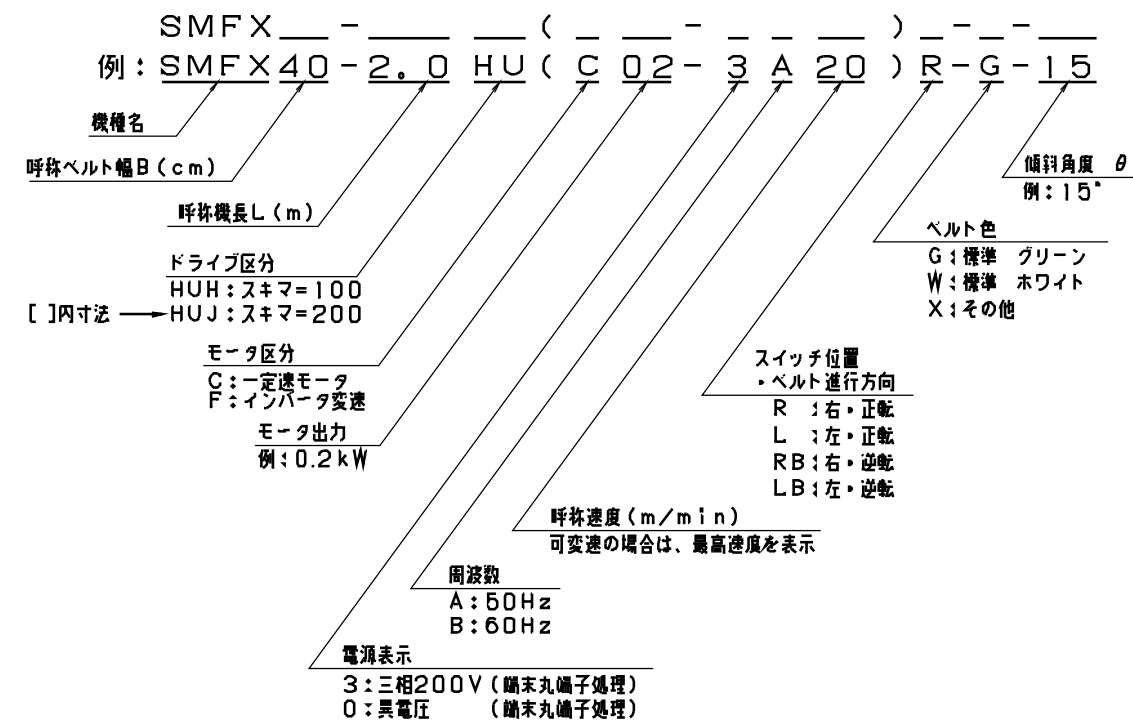 SMFX__-___ __(_ __-_ _ __)_-_-__
例：SMFX40-2.0 HU(C02-3A20)R-G-15
機種名
呼称ベルト幅B(cm)
呼称機長L(m)
ドライブ区分
HUH：スキマ=100
[ ]内寸法 → HUJ：スキマ=200
モータ区分
C：一定速モータ
F：インバータ変速
モータ出力
例：0.2kW
傾斜角度 θ
例：15°
ベルト色
G：標準 グリーン
W：標準 ホワイト
X：その他
スイッチ位置
・ベルト進行方向
R ：右・正転
L ：左・正転
RB：右・逆転
LB：左・逆転
呼称速度(m/min)
可変速の場合は、最高速度を表示
周波数
A：50Hz
B：60Hz
電源表示
3：三相200V(端末丸端子処理)
0：異電圧 (端末丸端子処理)